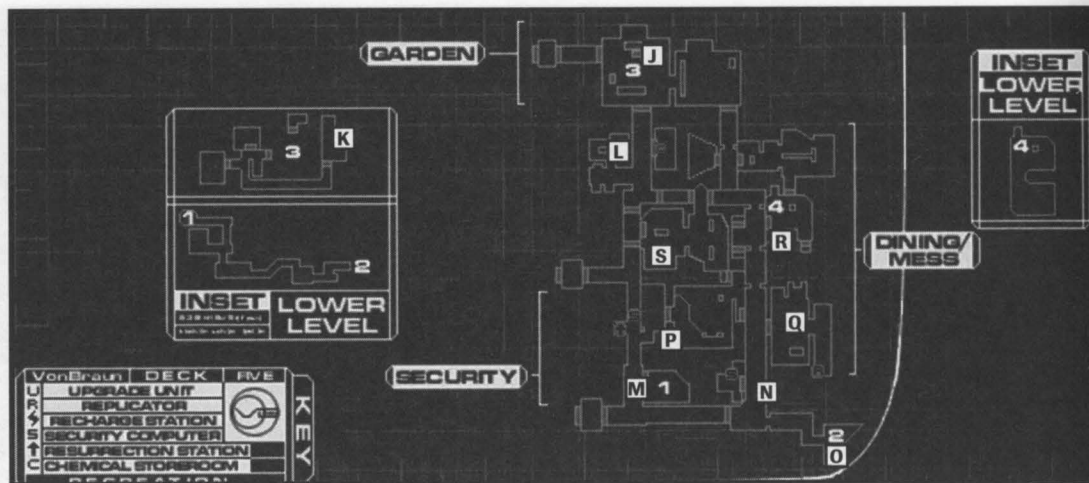 GARDEN
J
3
INSET
LOWER
LEVEL
4
K
3
L
1
2
INSET
LOWER
LEVEL
4
R
S
DINING/
MESS
P
Q
SECURITY
M
1
N
2
O
VonBraun DECK FIVE
U UPGRADE UNIT
R REPLICATOR
RECHARGE STATION
S SECURITY COMPUTER
RESURRECTION STATION
C CHEMICAL STOREROOM
RECREATION
KEY